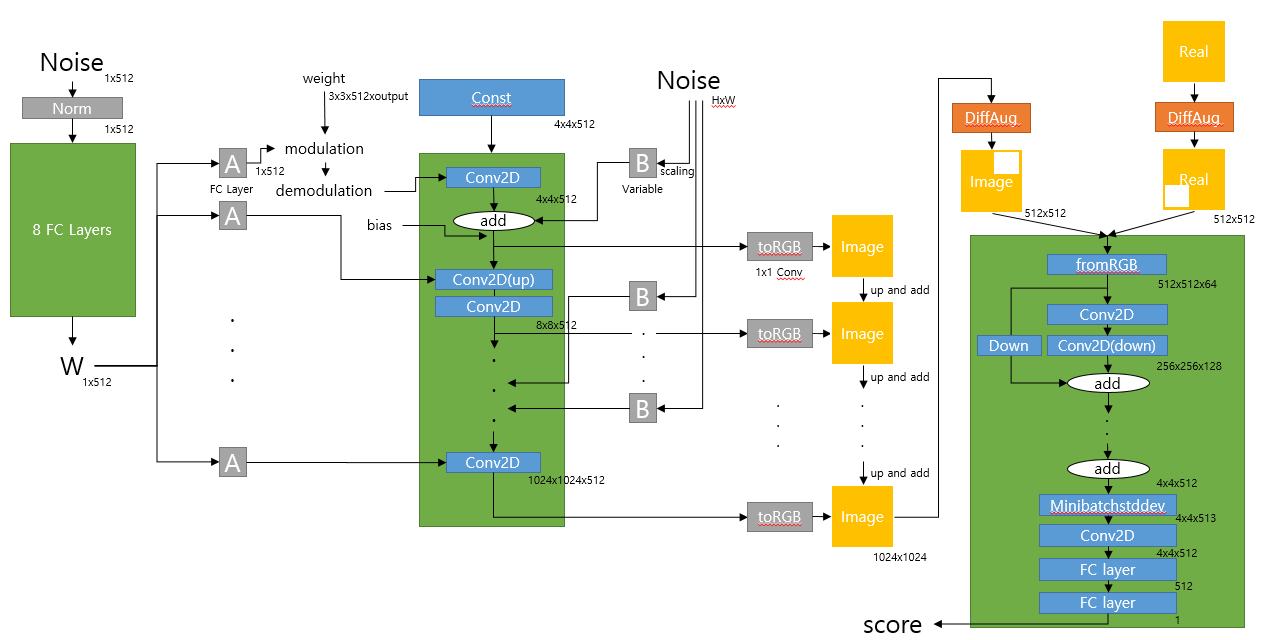 Noise
1x512
Norm
1x512
8 FC Layers
W
1x512
weight
3x3x512xoutput
modulation
demodulation
A
FC Layer
1x512
A
bias
.
.
.
A
Const
4x4x512
Conv2D
4x4x512
add
Conv2D(up)
Conv2D
8x8x512
.
.
.
Conv2D
1024x1024x512
Noise
HxW
B
scaling
Variable
B
.
.
.
B
toRGB
1x1 Conv
Image
up and add
toRGB
Image
up and add
.
.
.
.
.
.
up and add
toRGB
Image
1024x1024
Real
DiffAug
DiffAug
Image
Real
512x512
512x512
fromRGB
512x512x64
Conv2D
Down
Conv2D(down)
256x256x128
add
.
.
.
add
4x4x512
Minibatchstddev
4x4x513
Conv2D
4x4x512
FC layer
512
FC layer
1
score